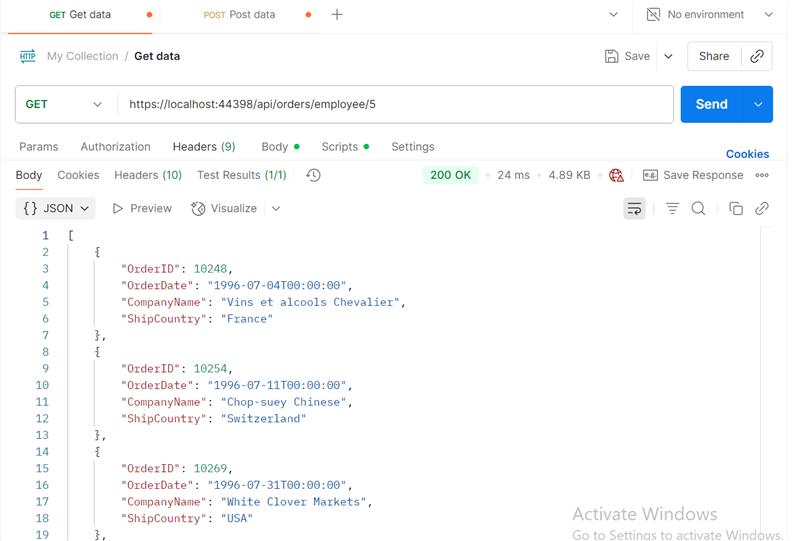 GET Get data POST Post data + No environment
HTTP My Collection / Get data Save Share
GET https://localhost:44398/api/orders/employee/5 Send
Params Authorization Headers (9) Body Scripts Settings Cookies
Body Cookies Headers (10) Test Results (1/1) 200 OK • 24 ms • 4.89 KB • e.g. Save Response
{} JSON Preview Visualize
1 [
2 {
3 "OrderID": 10248,
4 "OrderDate": "1996-07-04T00:00:00",
5 "CompanyName": "Vins et alcools Chevalier",
6 "ShipCountry": "France"
7 },
8 {
9 "OrderID": 10254,
10 "OrderDate": "1996-07-11T00:00:00",
11 "CompanyName": "Chop-suey Chinese",
12 "ShipCountry": "Switzerland"
13 },
14 {
15 "OrderID": 10269,
16 "OrderDate": "1996-07-31T00:00:00",
17 "CompanyName": "White Clover Markets",
18 "ShipCountry": "USA"
19 },
Activate Windows
Go to Settings to activate Windows.